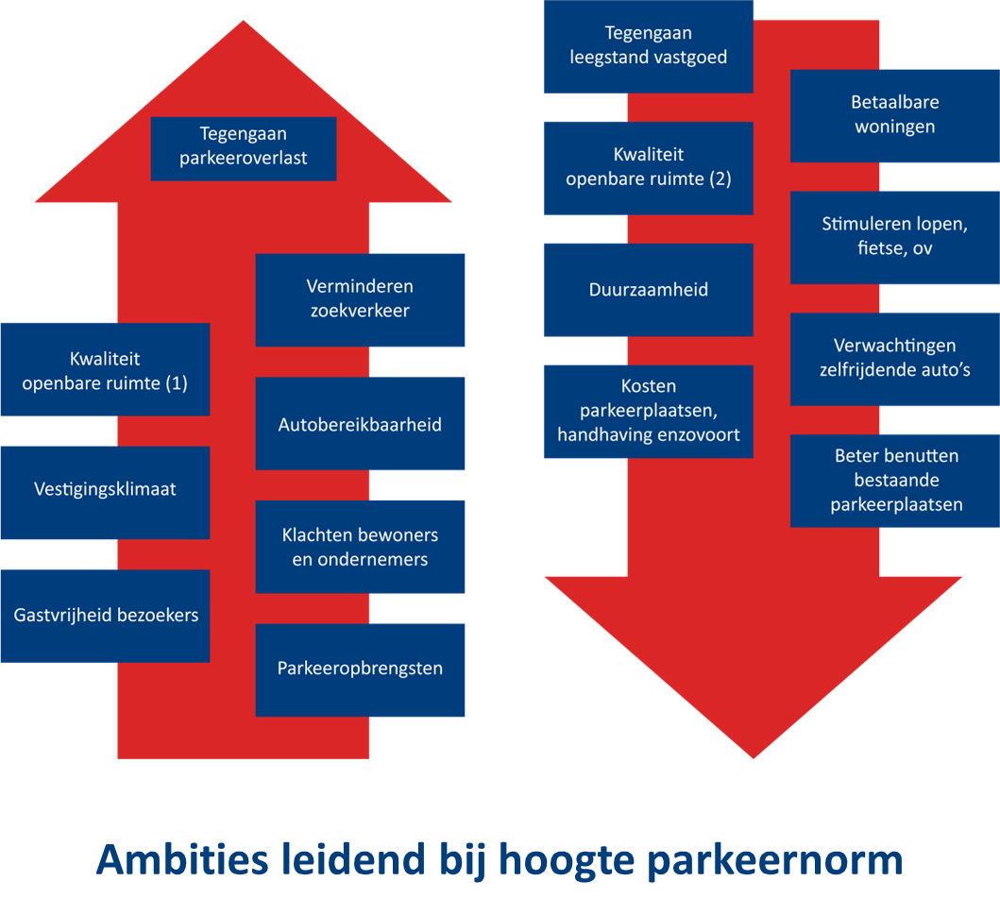 Tegengaan
parkeeroverlast
Verminderen
zoekverkeer
Kwaliteit
openbare ruimte (1)
Autobereikbaarheid
Vestigingsklimaat
Klachten bewoners
en ondernemers
Gastvrijheid bezoekers
Parkeeropbrengsten
Tegengaan
leegstand vastgoed
Betaalbare
woningen
Kwaliteit
openbare ruimte (2)
Stimuleren lopen,
fietse, ov
Duurzaamheid
Verwachtingen
zelfrijdende auto's
Kosten
parkeerplaatsen,
handhaving enzovoort
Beter benutten
bestaande
parkeerplaatsen
Ambities leidend bij hoogte parkeernorm